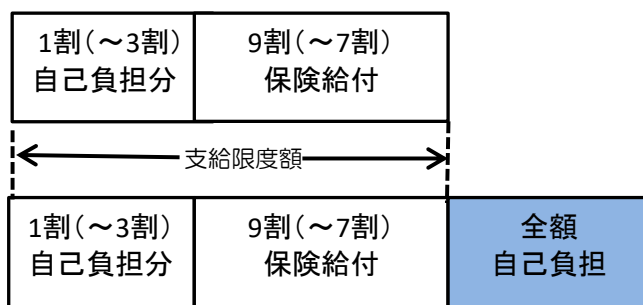 1割(～3割)
自己負担分
9割(～7割)
保険給付
支給限度額
1割(～3割)
自己負担分
9割(～7割)
保険給付
全額
自己負担